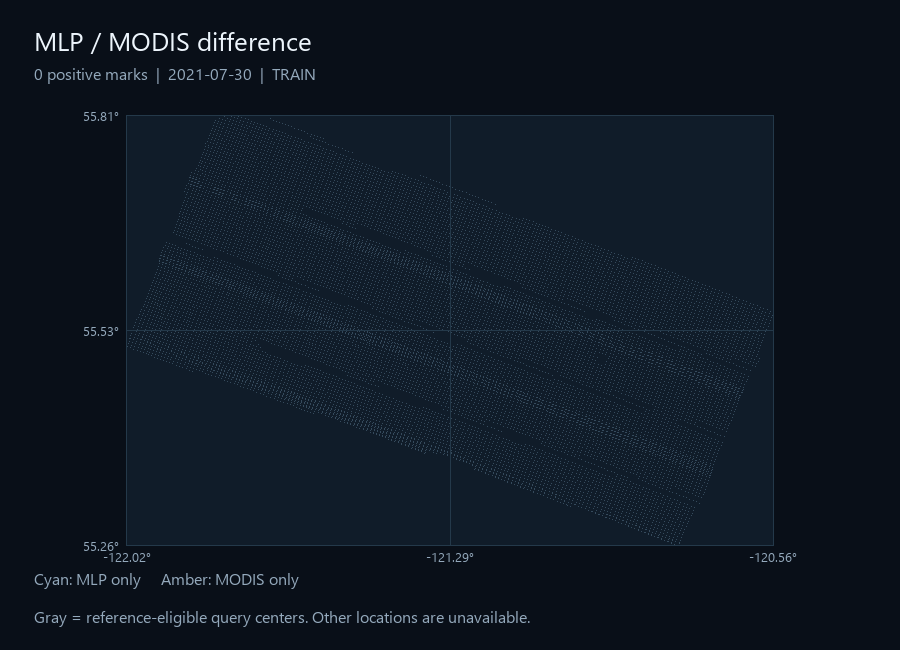 MLP / MODIS difference
0 positive marks | 2021-07-30 | TRAIN
55.81°
55.53°
55.26°
-122.02° -121.29° -120.56°
Cyan: MLP only Amber: MODIS only
Gray = reference-eligible query centers. Other locations are unavailable.